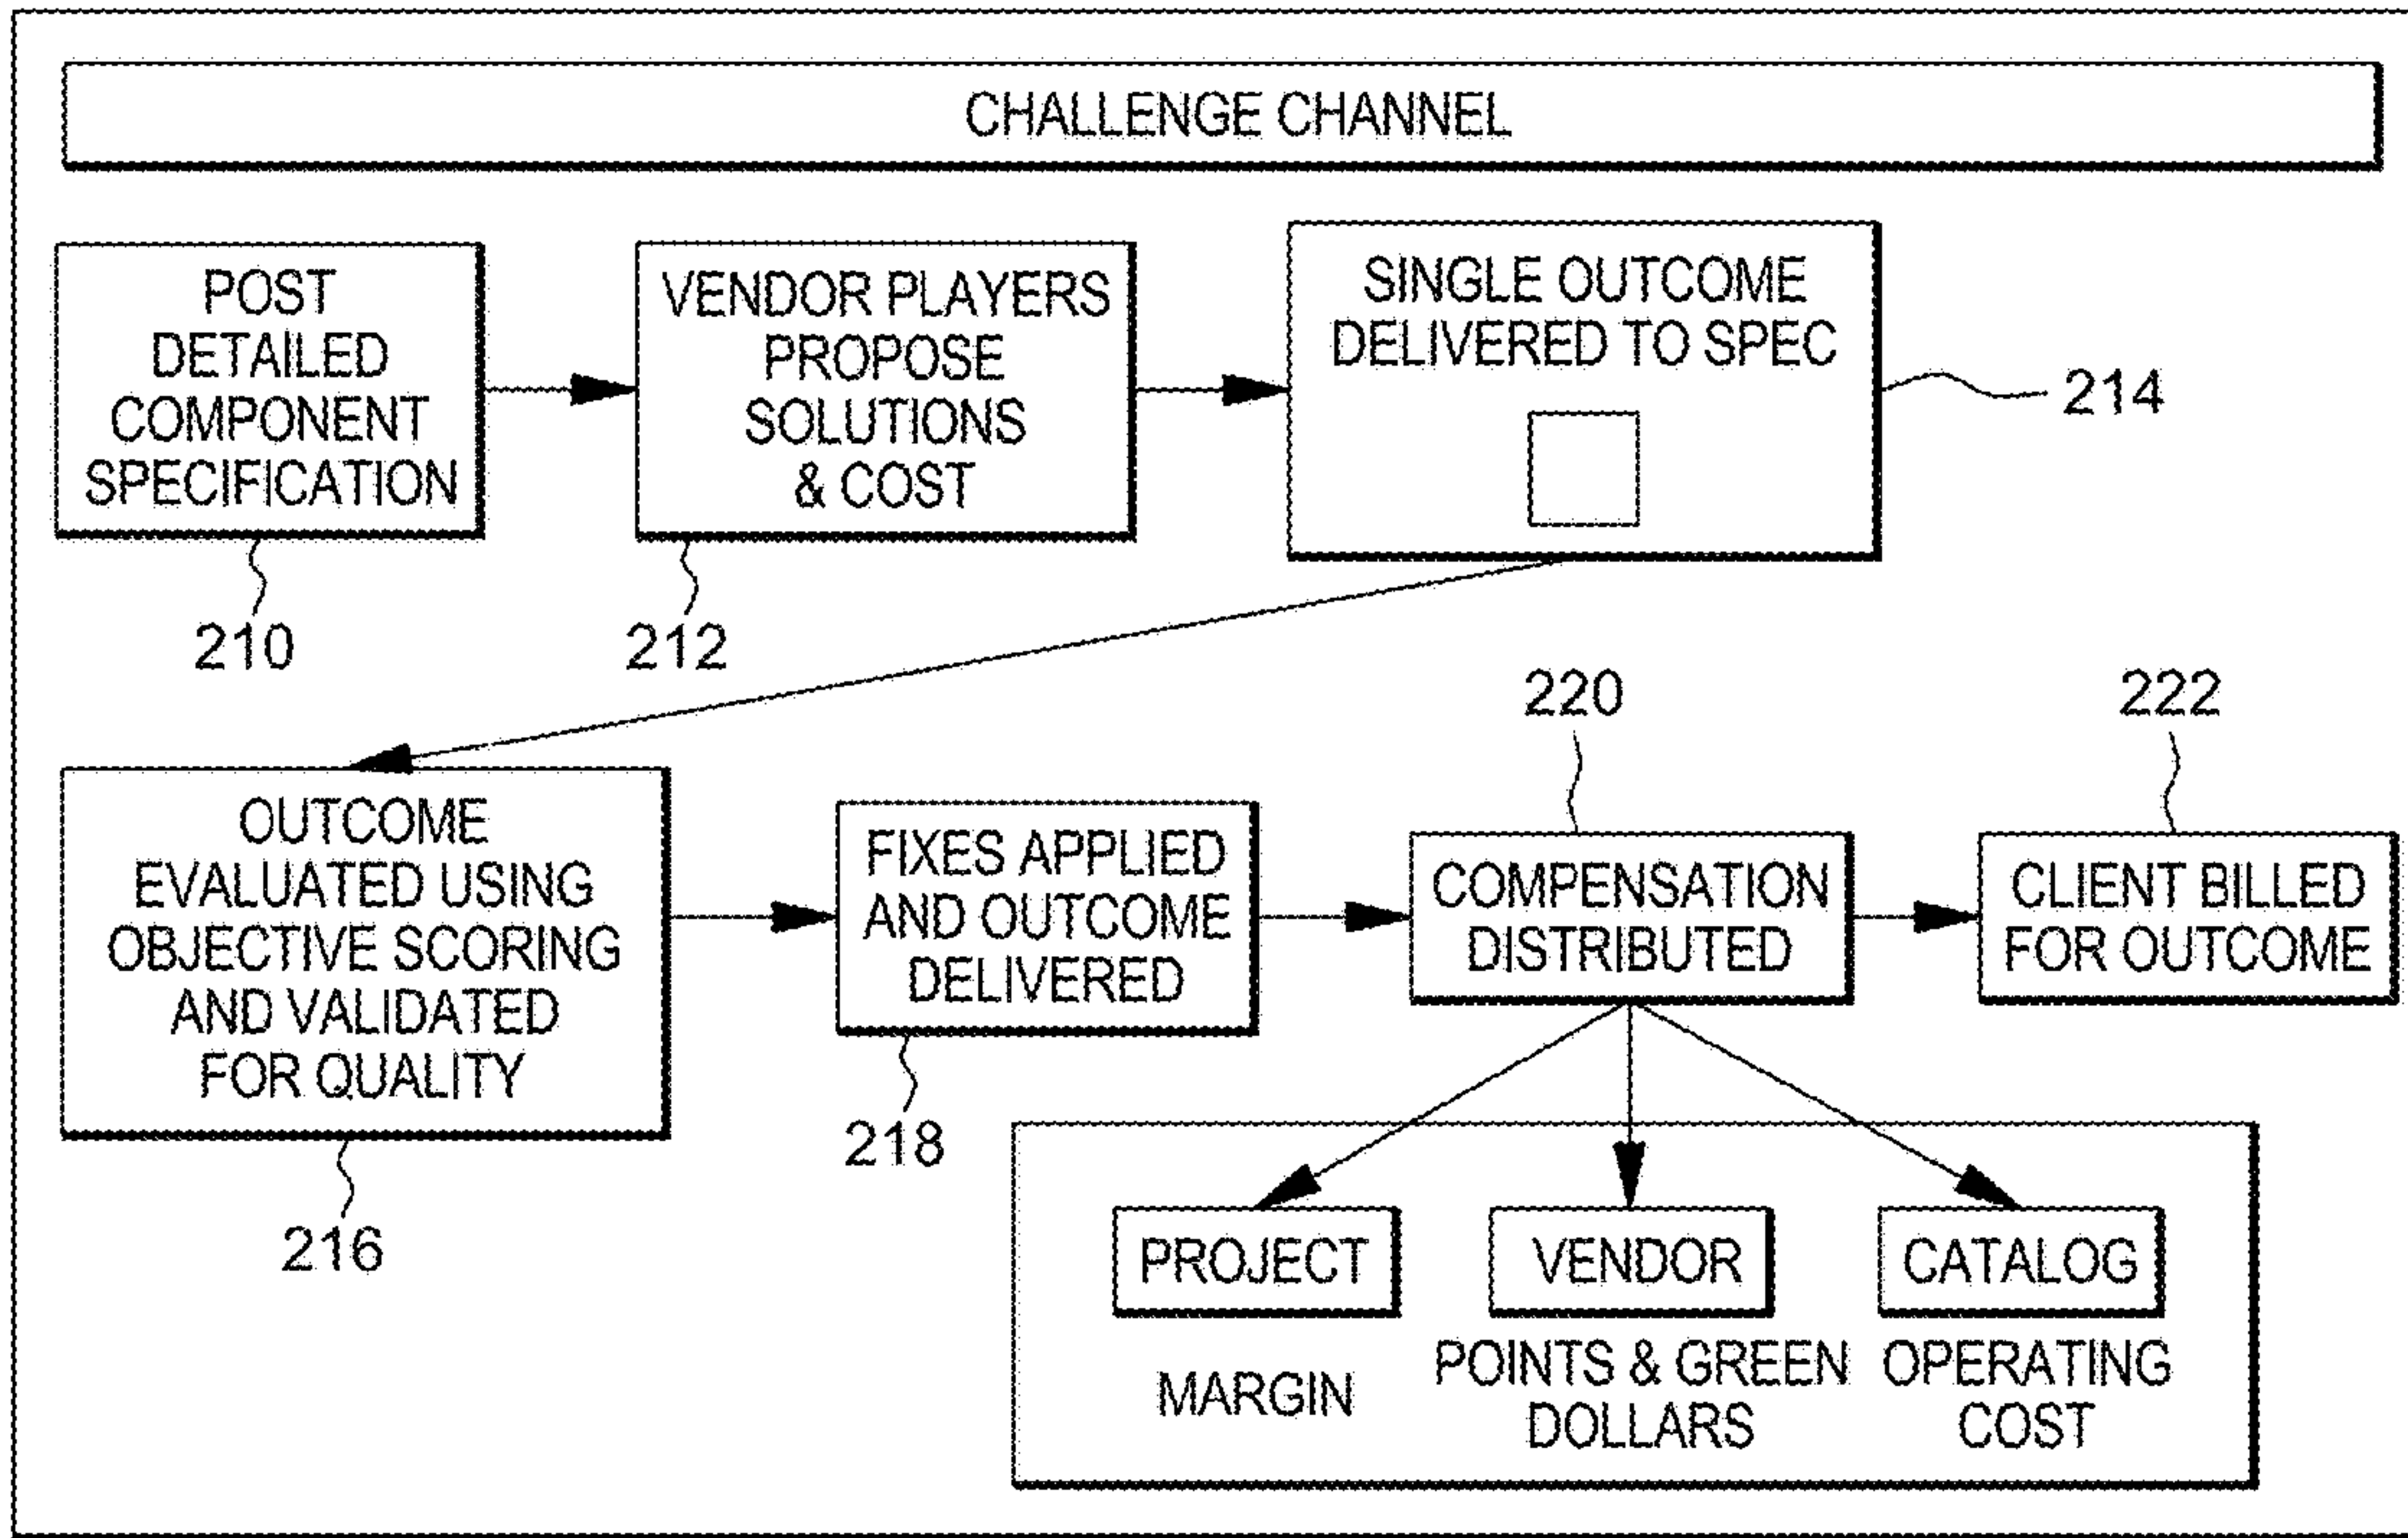 CHALLENGE CHANNEL
POST
DETAILED
COMPONENT
SPECIFICATION
210
VENDOR PLAYERS
PROPOSE
SOLUTIONS
& COST
212
SINGLE OUTCOME
DELIVERED TO SPEC
214
OUTCOME
EVALUATED USING
OBJECTIVE SCORING
AND VALIDATED
FOR QUALITY
216
FIXES APPLIED
AND OUTCOME
DELIVERED
218
220
COMPENSATION
DISTRIBUTED
222
CLIENT BILLED
FOR OUTCOME
PROJECT
MARGIN
VENDOR
POINTS & GREEN
DOLLARS
CATALOG
OPERATING
COST